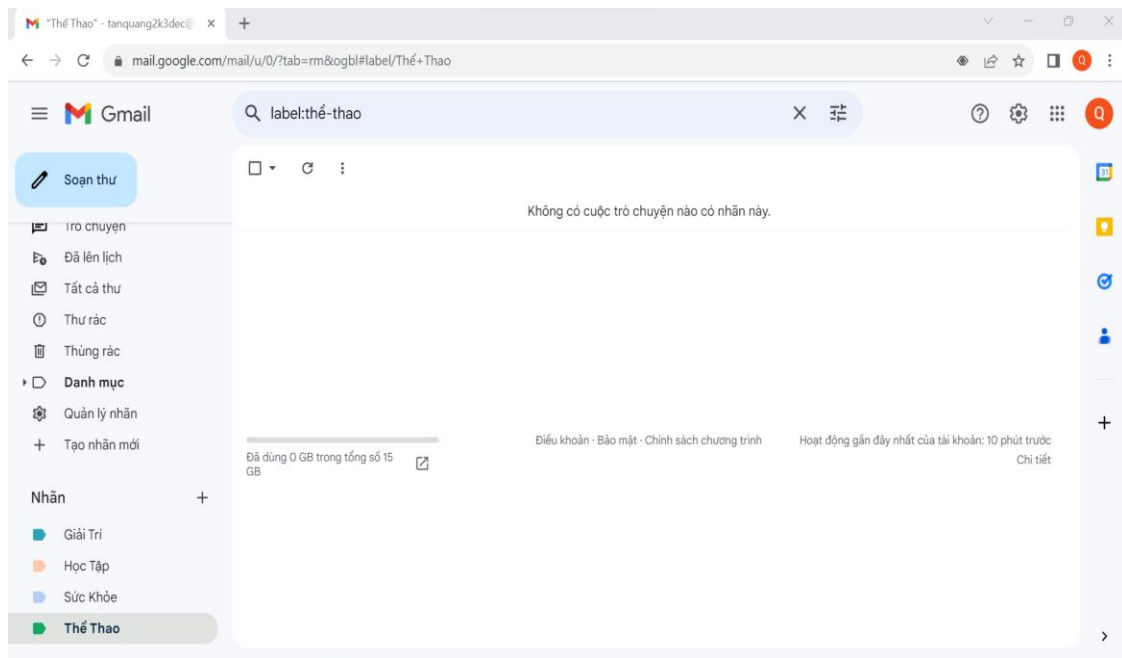 "Thể Thao" - tanquang2k3dec@
mail.google.com/mail/u/0/?tab=rm&ogbl#label/Thể+Thao
Q
Gmail
label:thể-thao
Q
Soạn thư
31
Không có cuộc trò chuyện nào có nhãn này.
Trò chuyện
Đã lên lịch
Tất cả thư
Thư rác
Thùng rác
Danh mục
Quản lý nhãn
Tạo nhãn mới
Đã dùng 0 GB trong tổng số 15
GB
Điều khoản · Bảo mật · Chính sách chương trình
Hoạt động gần đây nhất của tài khoản: 10 phút trước
Chi tiết
Nhãn
Giải Trí
Học Tập
Sức Khỏe
Thể Thao